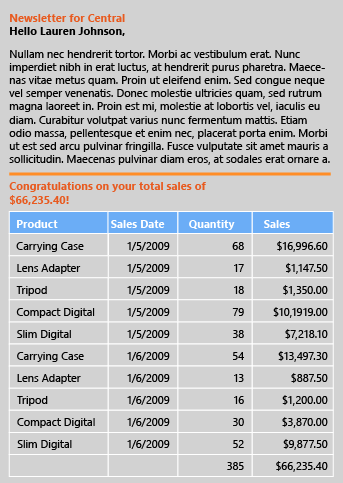 Newsletter for Central
Hello Lauren Johnson,
Nullam nec hendrerit tortor. Morbi ac vestibulum erat. Nunc
imperdiet nibh in erat luctus, at hendrerit purus pharetra. Maece-
nas vitae metus quam. Proin ut eleifend enim. Sed congue neque
vel semper venenatis. Donec molestie ultricies quam, sed rutrum
magna laoreet in. Proin est mi, molestie at lobortis vel, iaculis eu
diam. Curabitur volutpat varius nunc fermentum mattis. Etiam
odio massa, pellentesque et enim nec, placerat porta enim. Morbi
ut est sed arcu pulvinar fringilla. Fusce vulputate sit amet mauris a
sollicitudin. Maecenas pulvinar diam eros, at sodales erat ornare a.
Congratulations on your total sales of
$66,235.40!
Product Sales Date Quantity Sales
Carrying Case 1/5/2009 68 $16,996.60
Lens Adapter 1/5/2009 17 $1,147.50
Tripod 1/5/2009 18 $1,350.00
Compact Digital 1/5/2009 79 $10,1919.00
Slim Digital 1/5/2009 38 $7,218.10
Carrying Case 1/6/2009 54 $13,497.30
Lens Adapter 1/6/2009 13 $887.50
Tripod 1/6/2009 16 $1,200.00
Compact Digital 1/6/2009 30 $3,870.00
Slim Digital 1/6/2009 52 $9,877.50
385 $66,235.40